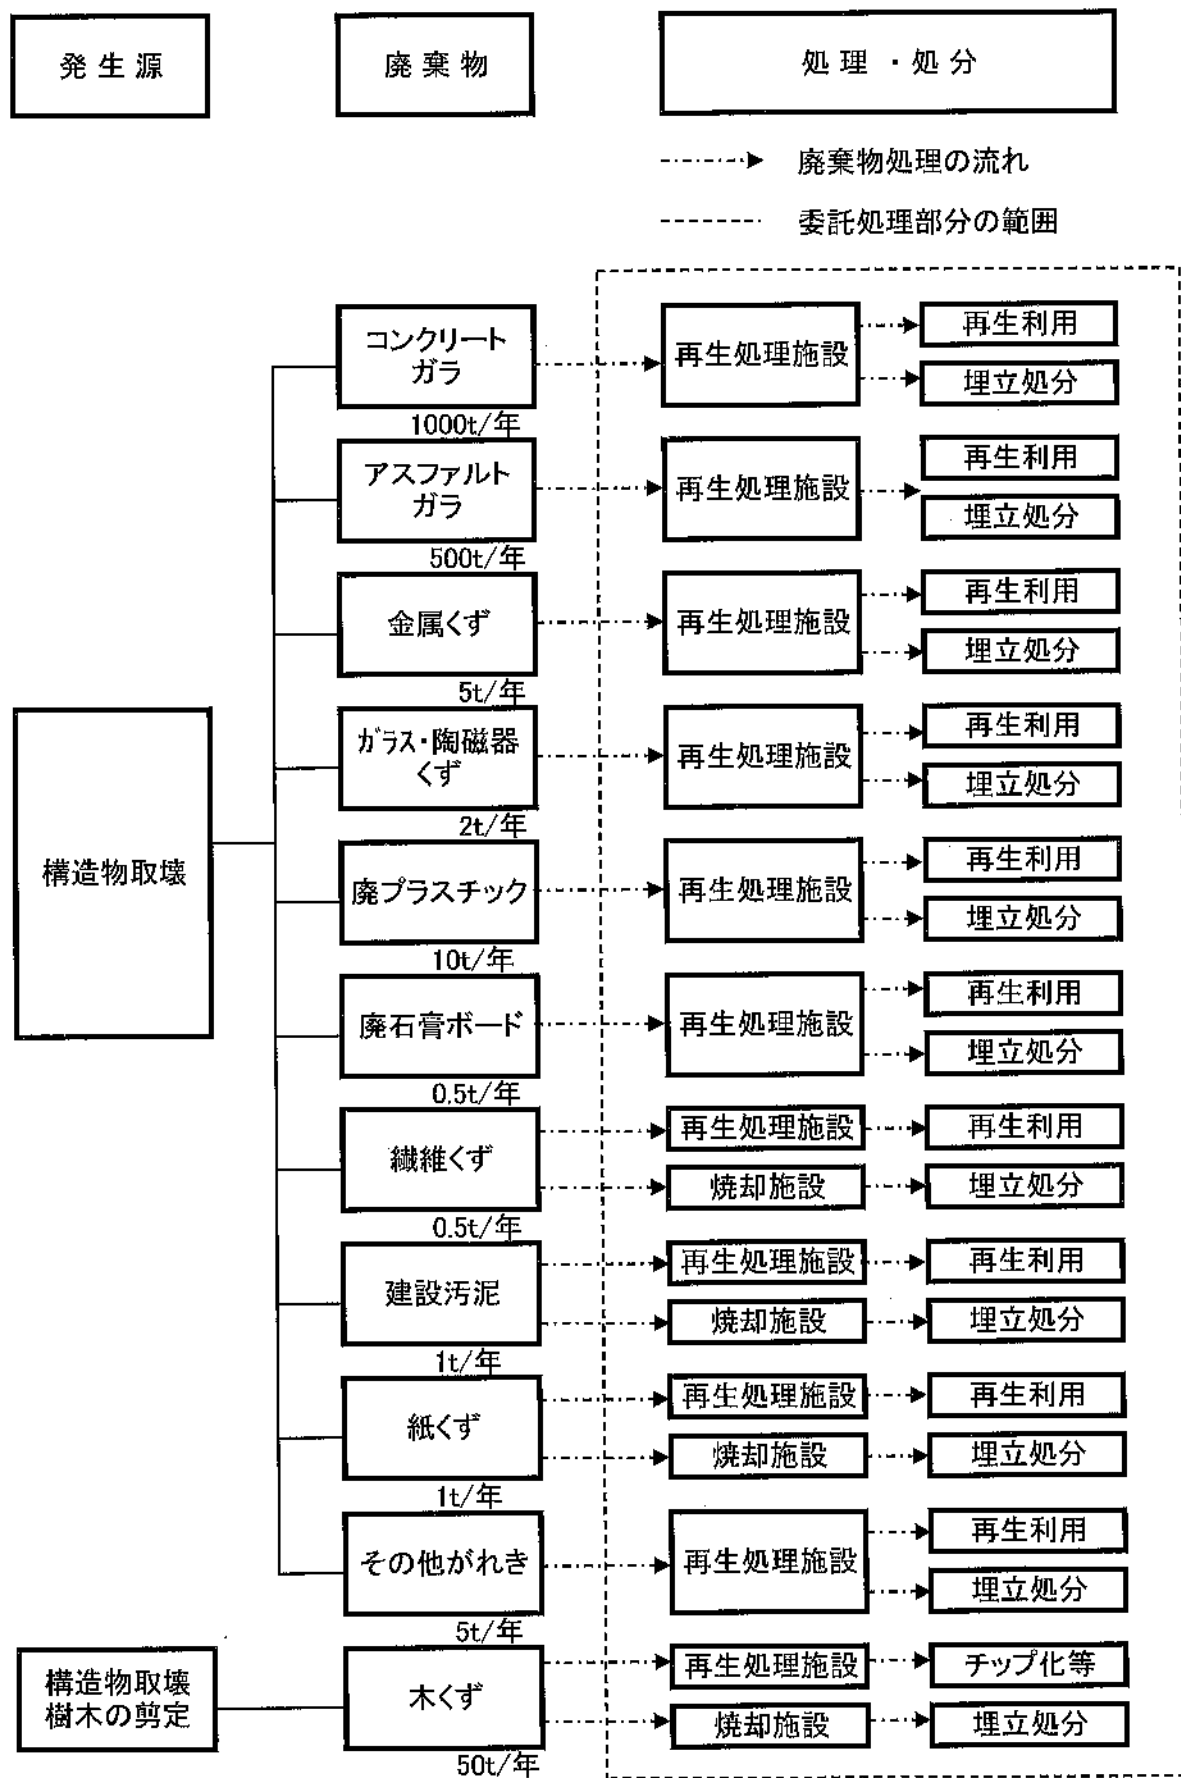 発生源
廃棄物
処理・処分
廃棄物処理の流れ
委託処理部分の範囲
構造物取壊
コンクリート
ガラ
1000t/年
再生処理施設
再生利用
埋立処分
アスファルト
ガラ
500t/年
再生処理施設
再生利用
埋立処分
金属くず
5t/年
再生処理施設
再生利用
埋立処分
ガラス・陶磁器
くず
2t/年
再生処理施設
再生利用
埋立処分
廃プラスチック
10t/年
再生処理施設
再生利用
埋立処分
廃石膏ボード
0.5t/年
再生処理施設
再生利用
埋立処分
繊維くず
0.5t/年
再生処理施設
再生利用
焼却施設
埋立処分
建設汚泥
1t/年
再生処理施設
再生利用
焼却施設
埋立処分
紙くず
1t/年
再生処理施設
再生利用
焼却施設
埋立処分
その他がれき
5t/年
再生処理施設
再生利用
埋立処分
構造物取壊
樹木の剪定
木くず
50t/年
再生処理施設
チップ化等
焼却施設
埋立処分